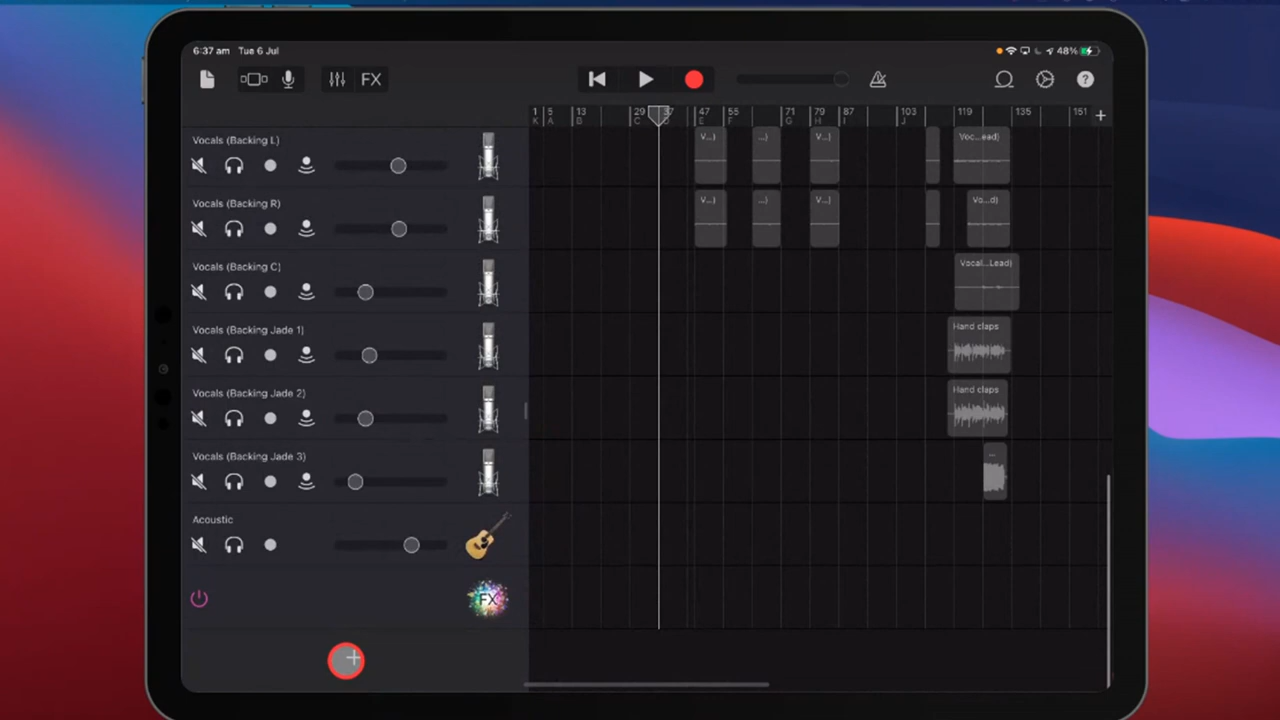 6:37 am Tue 6 Jul 48%
FX
1 5 13 29 37 47 55 71 79 87 103 119 135 151
K A B C E F G H J
Vocals (Backing L)
V...) ...) V...) Voc...ead)
Vocals (Backing R)
V...) ...) V...) Vo...d)
Vocals (Backing C)
Vocal...Lead)
Vocals (Backing Jade 1)
Hand claps
Vocals (Backing Jade 2)
Hand claps
Vocals (Backing Jade 3)
...
Acoustic
FX